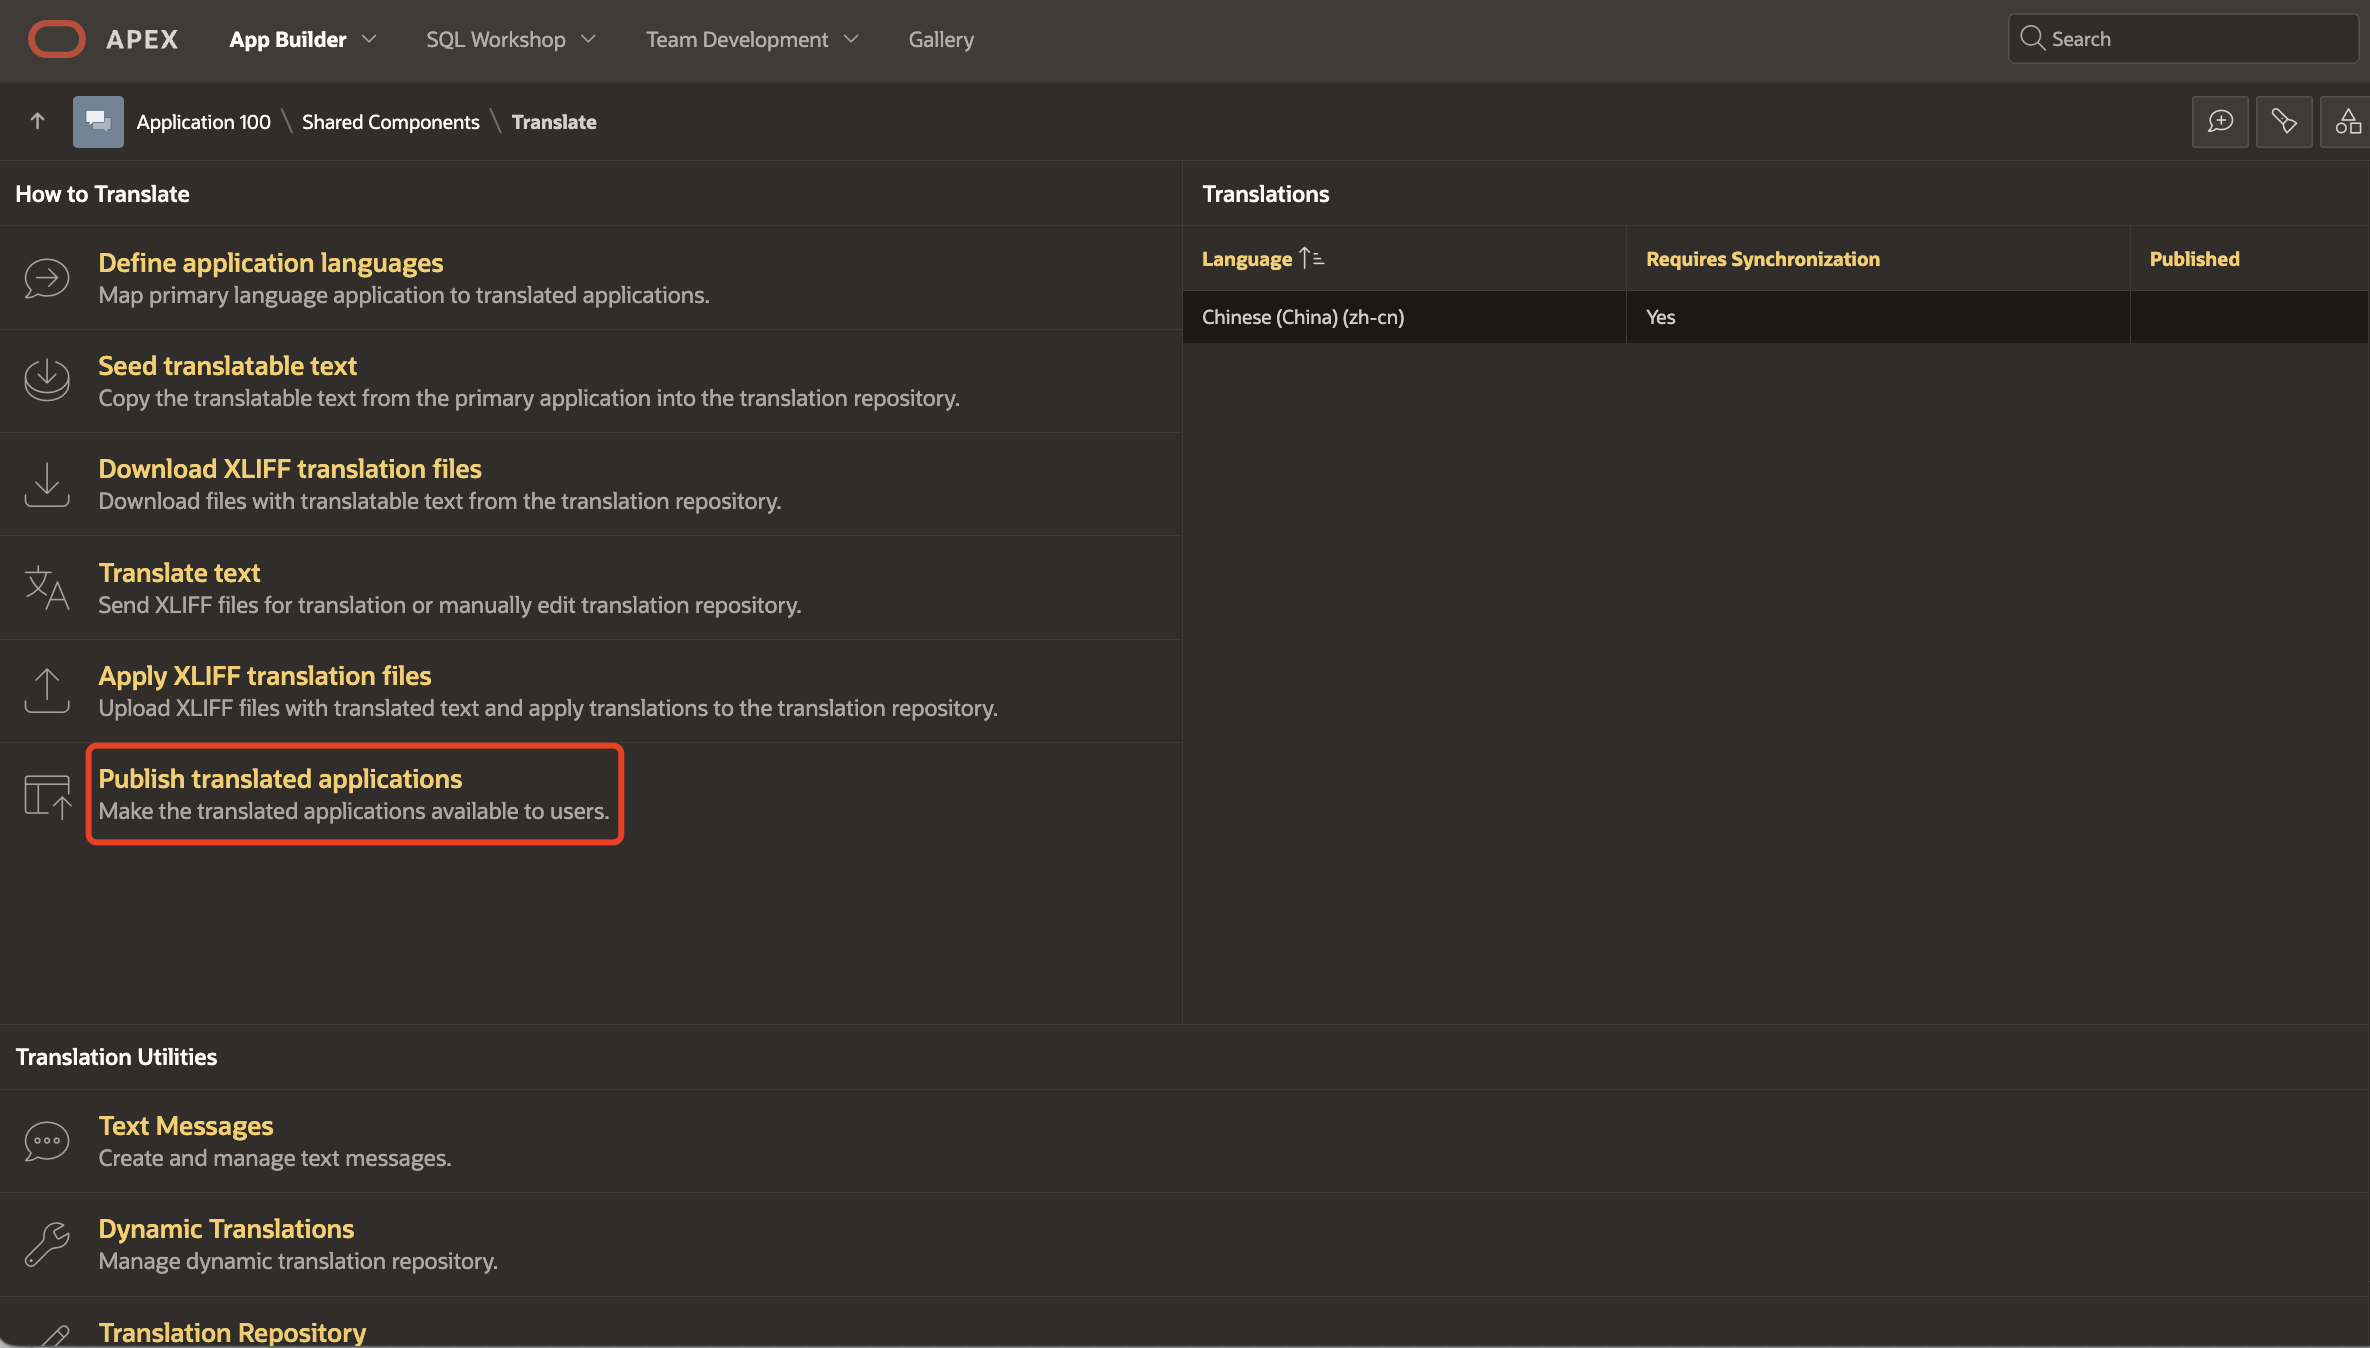 APEX App Builder SQL Workshop Team Development Gallery Search
Application 100 \ Shared Components \ Translate
How to Translate
Define application languages
Map primary language application to translated applications.
Seed translatable text
Copy the translatable text from the primary application into the translation repository.
Download XLIFF translation files
Download files with translatable text from the translation repository.
Translate text
Send XLIFF files for translation or manually edit translation repository.
Apply XLIFF translation files
Upload XLIFF files with translated text and apply translations to the translation repository.
Publish translated applications
Make the translated applications available to users.
Translations
Language Requires Synchronization Published
Chinese (China) (zh-cn) Yes
Translation Utilities
Text Messages
Create and manage text messages.
Dynamic Translations
Manage dynamic translation repository.
Translation Repository